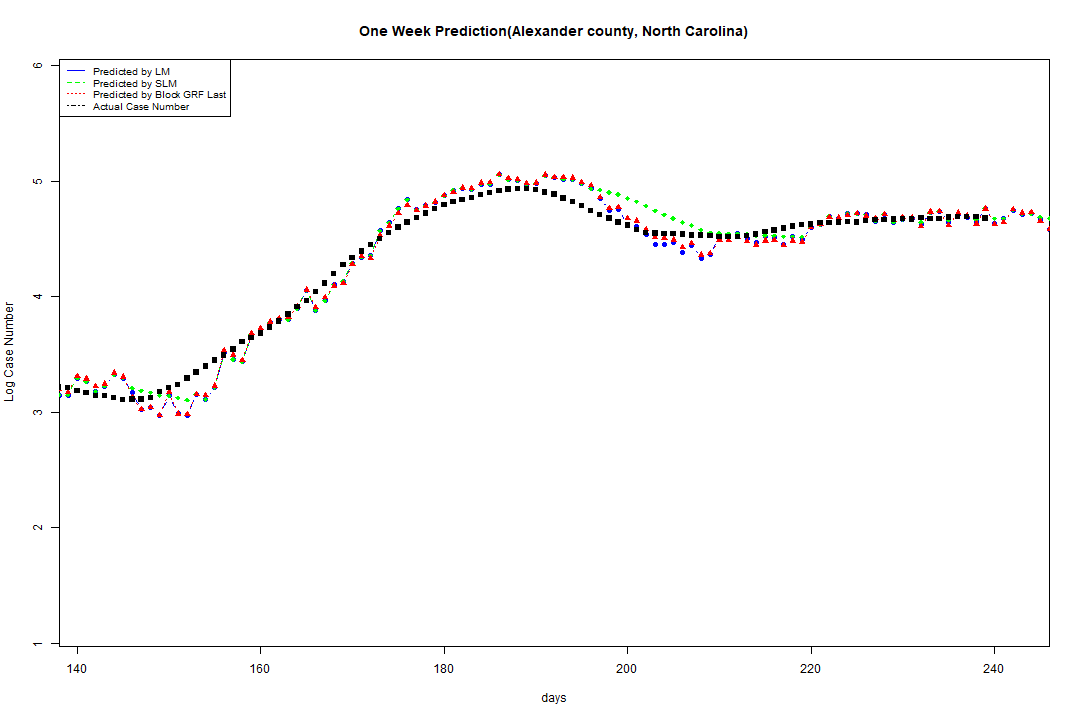 One Week Prediction(Alexander county, North Carolina)
Predicted by LM
Predicted by SLM
Predicted by Block GRF Last
Actual Case Number
6
5
4
3
2
1
Log Case Number
140 160 180 200 220 240
days